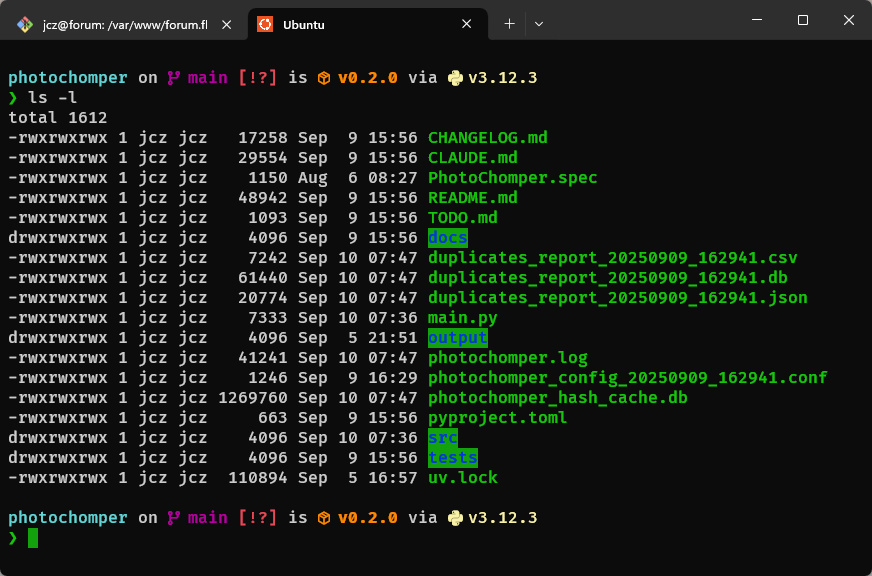 jcz@forum: /var/www/forum.fl
Ubuntu
photochomper on main [!?] is v0.2.0 via v3.12.3
❯ ls -l
total 1612
-rwxrwxrwx 1 jcz jcz   17258 Sep  9 15:56 CHANGELOG.md
-rwxrwxrwx 1 jcz jcz   29554 Sep  9 15:56 CLAUDE.md
-rwxrwxrwx 1 jcz jcz    1150 Aug  6 08:27 PhotoChomper.spec
-rwxrwxrwx 1 jcz jcz   48942 Sep  9 15:56 README.md
-rwxrwxrwx 1 jcz jcz    1093 Sep  9 15:56 TODO.md
drwxrwxrwx 1 jcz jcz    4096 Sep  9 15:56 docs
-rwxrwxrwx 1 jcz jcz    7242 Sep 10 07:47 duplicates_report_20250909_162941.csv
-rwxrwxrwx 1 jcz jcz   61440 Sep 10 07:47 duplicates_report_20250909_162941.db
-rwxrwxrwx 1 jcz jcz   20774 Sep 10 07:47 duplicates_report_20250909_162941.json
-rwxrwxrwx 1 jcz jcz    7333 Sep 10 07:36 main.py
drwxrwxrwx 1 jcz jcz    4096 Sep  5 21:51 output
-rwxrwxrwx 1 jcz jcz   41241 Sep 10 07:47 photochomper.log
-rwxrwxrwx 1 jcz jcz    1246 Sep  9 16:29 photochomper_config_20250909_162941.conf
-rwxrwxrwx 1 jcz jcz 1269760 Sep 10 07:47 photochomper_hash_cache.db
-rwxrwxrwx 1 jcz jcz     663 Sep  9 15:56 pyproject.toml
drwxrwxrwx 1 jcz jcz    4096 Sep 10 07:36 src
drwxrwxrwx 1 jcz jcz    4096 Sep  9 15:56 tests
-rwxrwxrwx 1 jcz jcz  110894 Sep  5 16:57 uv.lock
photochomper on main [!?] is v0.2.0 via v3.12.3
❯